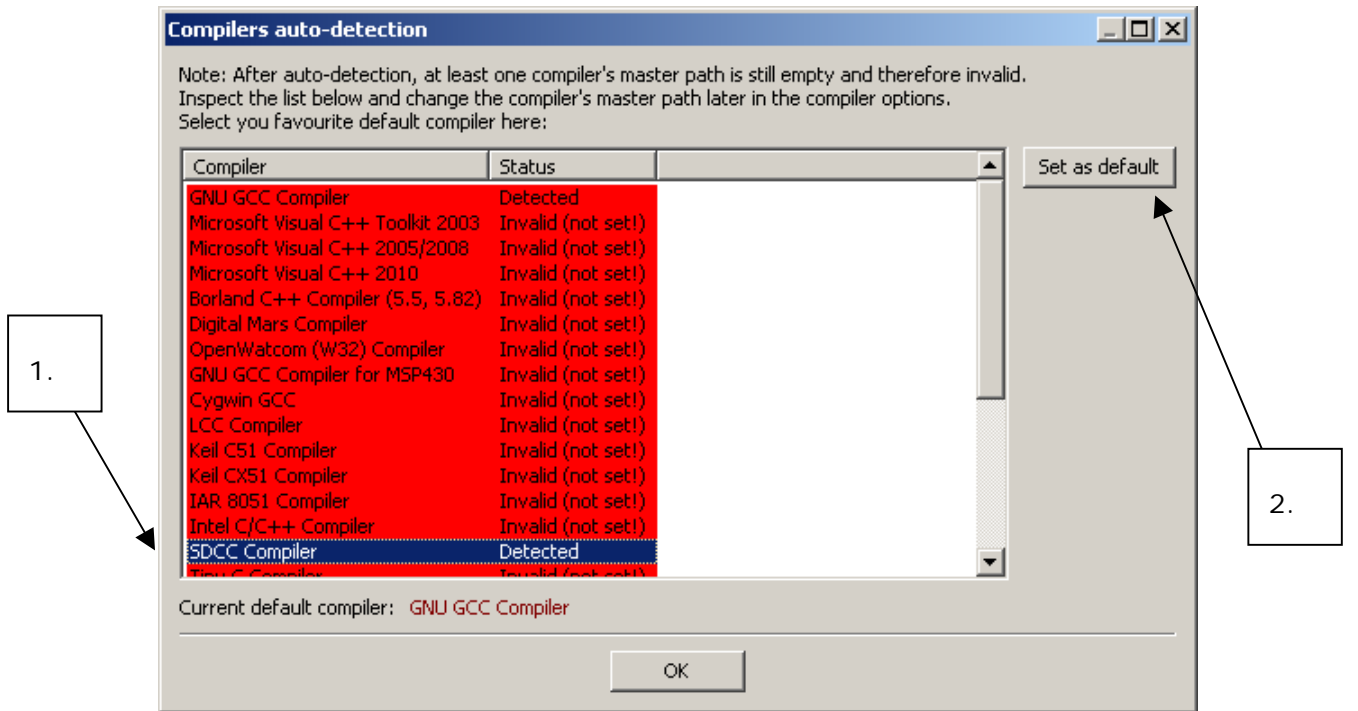 Compilers auto-detection
Note: After auto-detection, at least one compiler's master path is still empty and therefore invalid.
Inspect the list below and change the compiler's master path later in the compiler options.
Select you favourite default compiler here:
Compiler Status
Set as default
GNU GCC Compiler Detected
Microsoft Visual C++ Toolkit 2003 Invalid (not set!)
Microsoft Visual C++ 2005/2008 Invalid (not set!)
Microsoft Visual C++ 2010 Invalid (not set!)
Borland C++ Compiler (5.5, 5.82) Invalid (not set!)
Digital Mars Compiler Invalid (not set!)
OpenWatcom (W32) Compiler Invalid (not set!)
GNU GCC Compiler for MSP430 Invalid (not set!)
1.
Cygwin GCC Invalid (not set!)
LCC Compiler Invalid (not set!)
Keil C51 Compiler Invalid (not set!)
Keil CX51 Compiler Invalid (not set!)
IAR 8051 Compiler Invalid (not set!)
2.
Intel C/C++ Compiler Invalid (not set!)
SDCC Compiler Detected
Tiny C Compiler Invalid (not set!)
Current default compiler: GNU GCC Compiler
OK